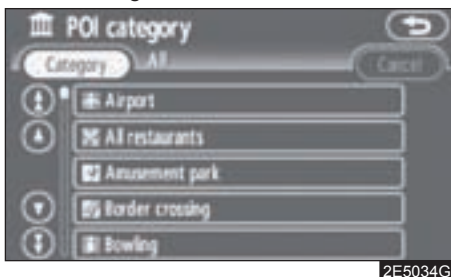 POI category
Category All Cancel
Airport
All restaurants
Amusement park
Border crossing
Bowling
2E5034G